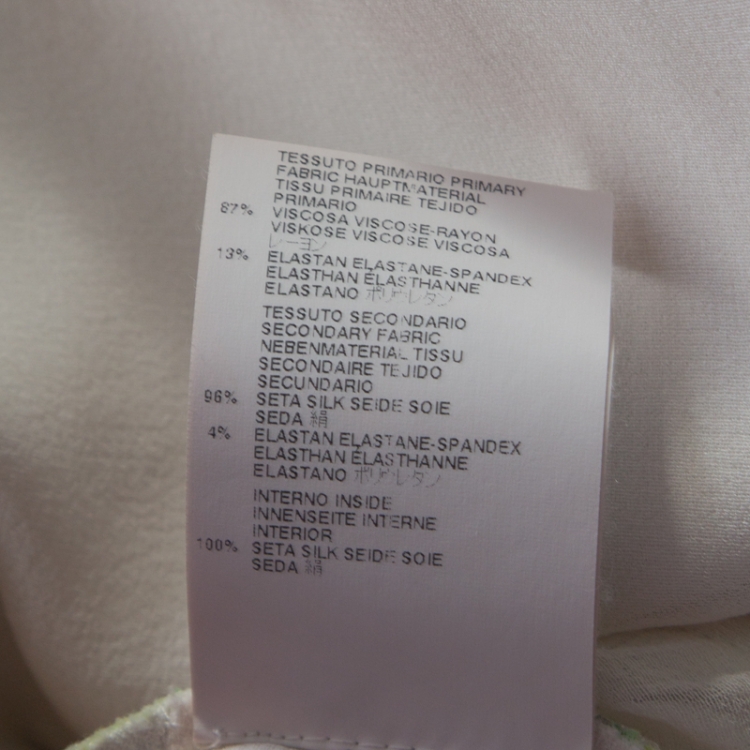 TESSUTO PRIMARIO PRIMARY
FABRIC HAUPTMATERIAL
TISSU PRIMAIRE TEJIDO
PRIMARIO
87% VISCOSA VISCOSE-RAYON
VISKOSE VISCOSE VISCOSA
レーヨン
13% ELASTAN ELASTANE-SPANDEX
ELASTHAN ÉLASTHANNE
ELASTANO ポリウレタン
TESSUTO SECONDARIO
SECONDARY FABRIC
NEBENMATERIAL TISSU
SECONDAIRE TEJIDO
SECUNDARIO
96% SETA SILK SEIDE SOIE
SEDA 絹
4% ELASTAN ELASTANE-SPANDEX
ELASTHAN ÉLASTHANNE
ELASTANO ポリウレタン
INTERNO INSIDE
INNENSEITE INTERNE
INTERIOR
100% SETA SILK SEIDE SOIE
SEDA 絹